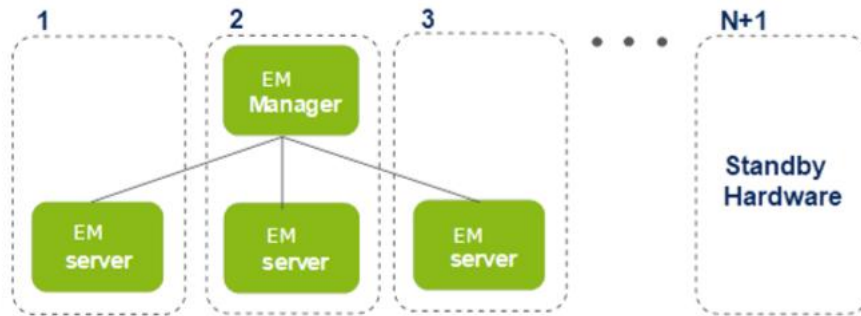 1
2
3
N+1
EM
Manager
Standby
Hardware
EM
server
EM
server
EM
server